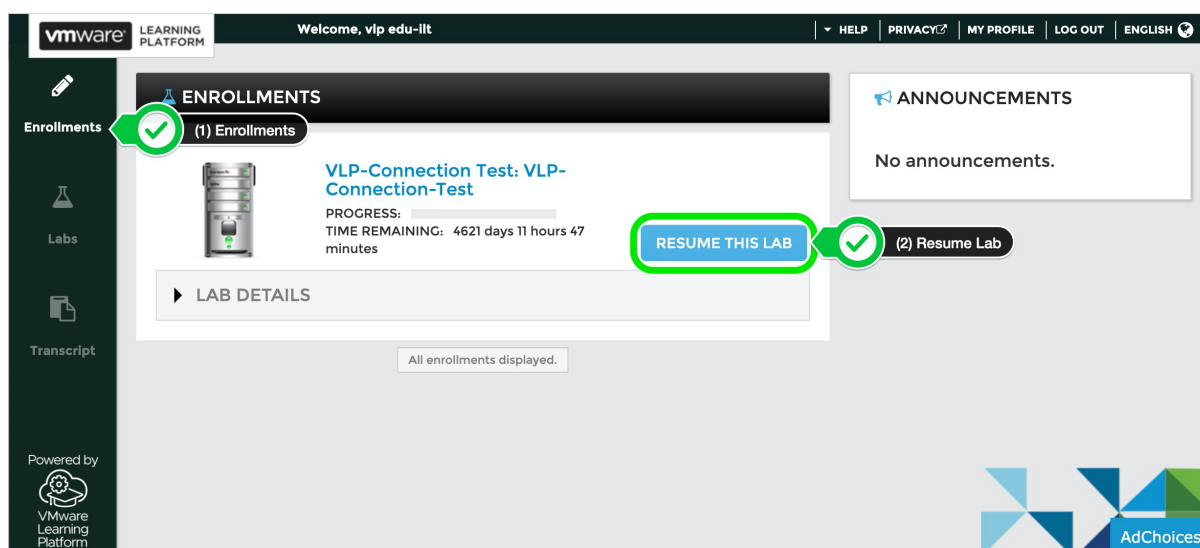 vmware® LEARNING
PLATFORM
Welcome, vlp edu-ilt
HELP PRIVACY MY PROFILE LOG OUT ENGLISH
Enrollments
Labs
Transcript
Powered by
VMware
Learning
Platform
ENROLLMENTS
(1) Enrollments
VLP-Connection Test: VLP-
Connection-Test
PROGRESS:
TIME REMAINING: 4621 days 11 hours 47
minutes
RESUME THIS LAB
(2) Resume Lab
LAB DETAILS
All enrollments displayed.
ANNOUNCEMENTS
No announcements.
AdChoices